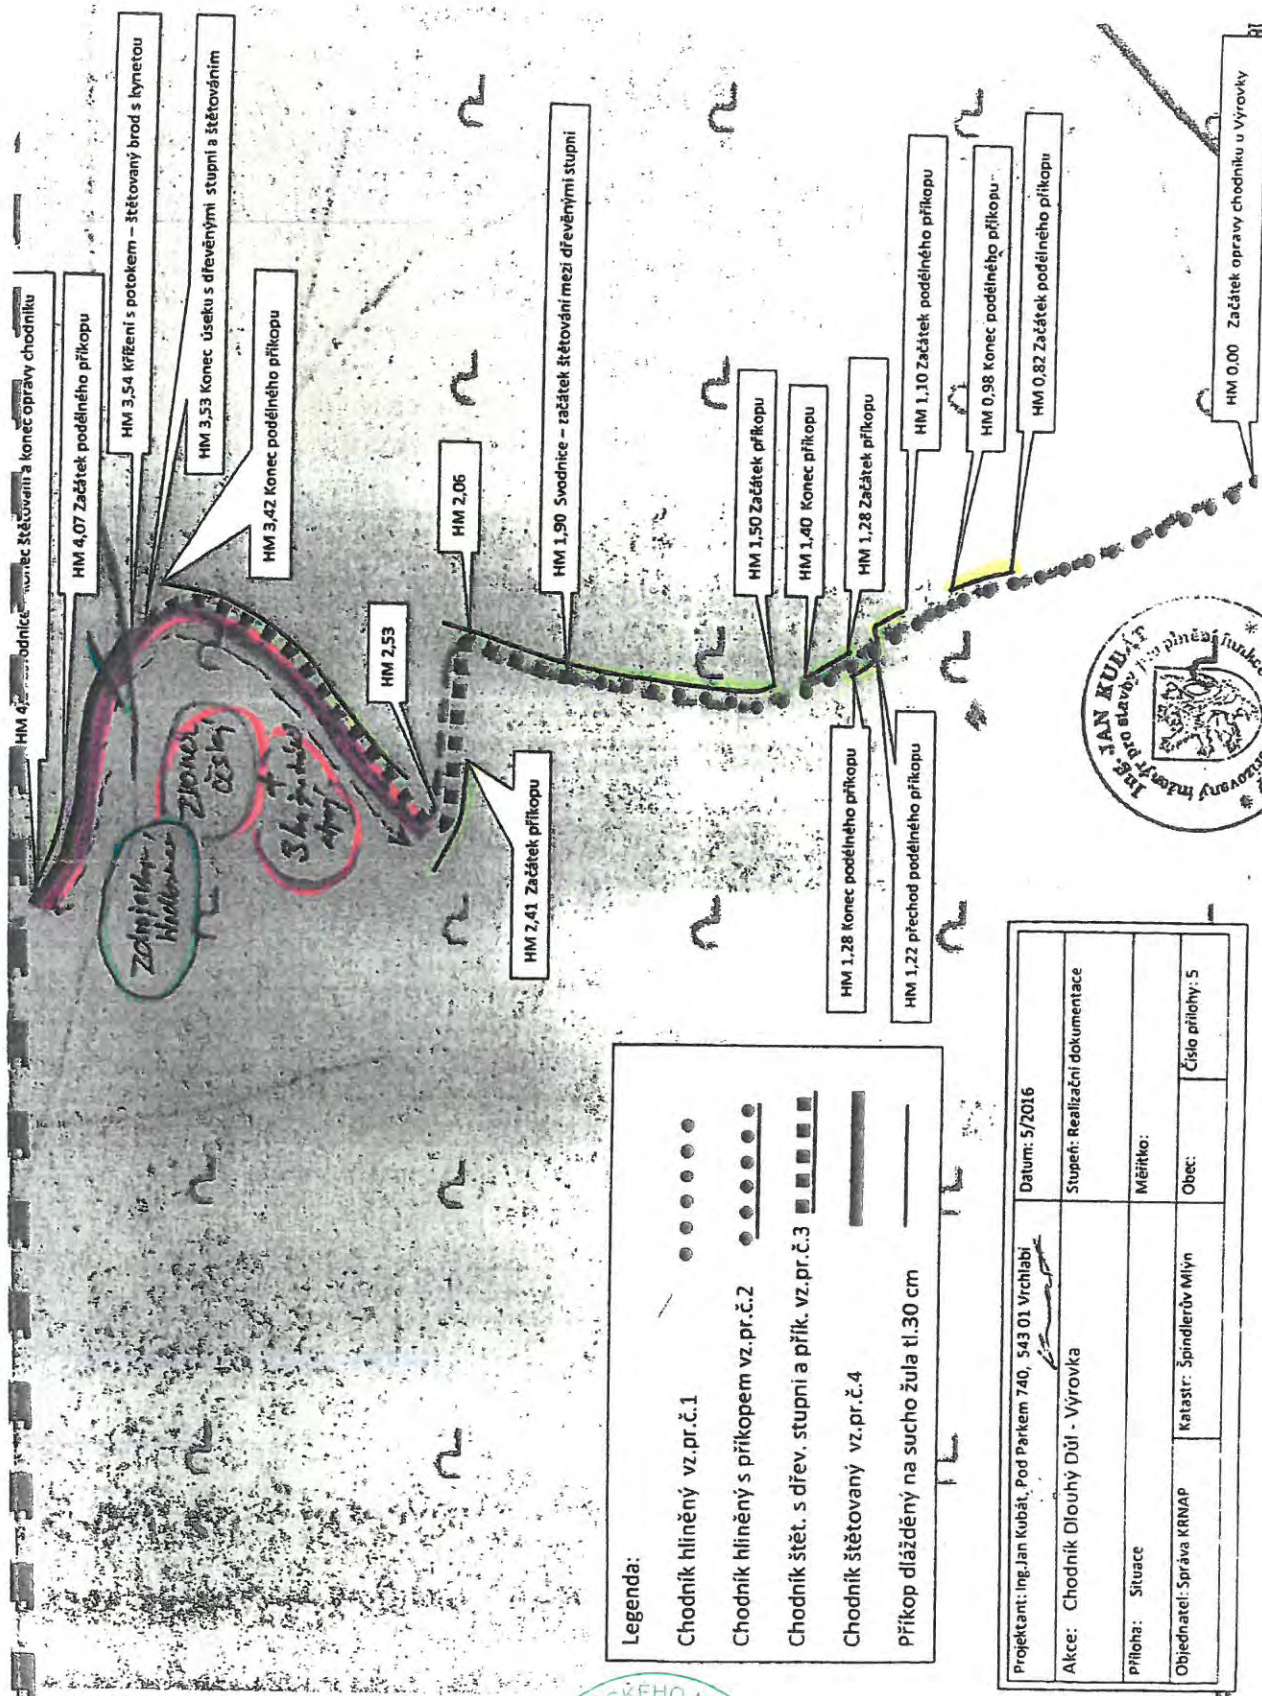 HM 4,
konec štětování a konec opravy chodníku
HM 4,07 Začátek podélného příkopu
HM 3,54 Křížení s potokem – štětovaný brod s kynetou
HM 3,53 Konec úseku s dřevěnými stupni a štětováním
HM 3,42 Konec podélného příkopu
HM 2,53
HM 2,06
HM 2,41 Začátek příkopu
HM 1,90 Svodnice – začátek štětování mezi dřevěnými stupni
HM 1,50 Začátek příkopu
HM 1,40 Konec příkopu
HM 1,28 Začátek příkopu
HM 1,28 Konec podélného příkopu
HM 1,22 přechod podélného příkopu
HM 1,10 Začátek podélného příkopu
HM 0,98 Konec podélného příkopu
HM 0,82 Začátek podélného příkopu
HM 0,00 Začátek opravy chodníku u Výrovky
Ing. JAN KUBÁT
Legenda:
Chodník hliněný vz.pr.č.1
Chodník hliněný s příkopem vz.pr.č.2
Chodník štět. s dřev. stupni a přík. vz.pr.č.3
Chodník štětovaný vz.pr.č.4
Příkop dlážděný na sucho žula tl.30 cm
Projektant: Ing.Jan Kubát, Pod Parkem 740, 543 01 Vrchlabí
Datum: 5/2016
Akce: Chodník Dlouhý Důl - Výrovka
Stupeň: Realizační dokumentace
Příloha: Situace
Měřítko:
Objednatel: Správa KRNAP
Katastr: Špindlerův Mlýn
Obec:
Číslo přílohy: 5